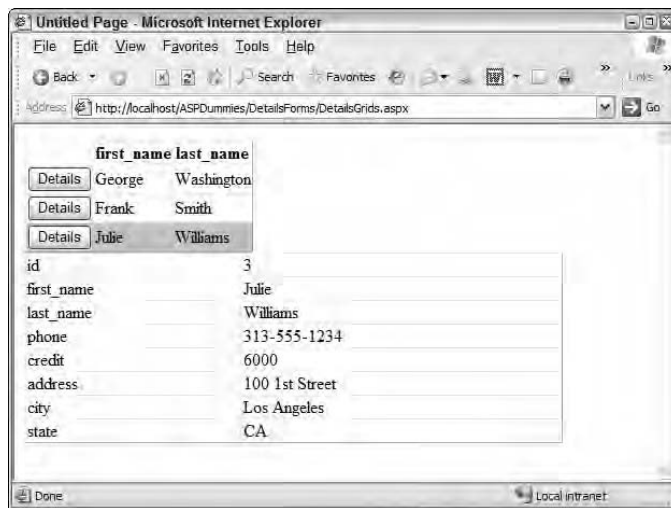 Untitled Page - Microsoft Internet Explorer
File Edit View Favorites Tools Help
Back Search Favorites Links
Address http://localhost/ASPDummies/DetailsForms/DetailsGrids.aspx Go
first_name last_name
Details George Washington
Details Frank Smith
Details Julie Williams
id 3
first_name Julie
last_name Williams
phone 313-555-1234
credit 6000
address 100 1st Street
city Los Angeles
state CA
Done Local intranet